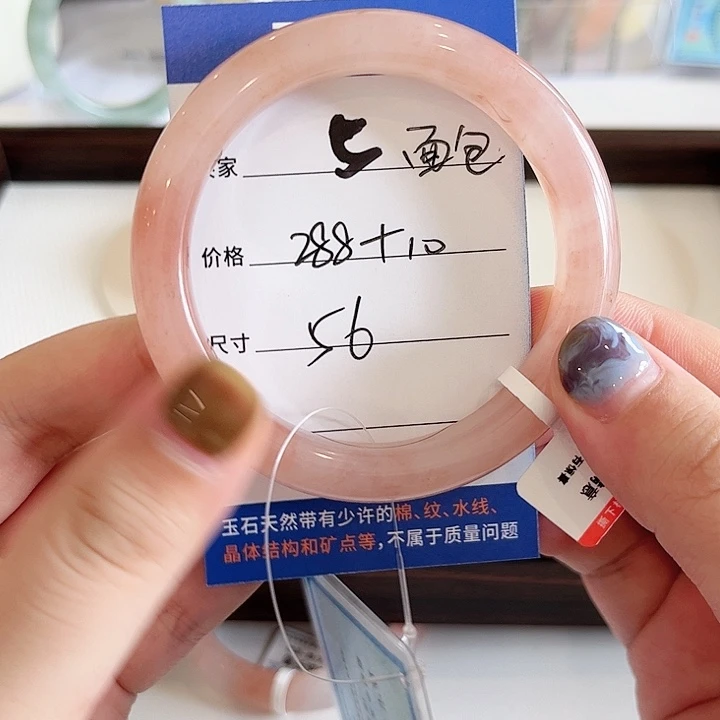 家 5 面包
价格 288+10
尺寸 56
玉石天然带有少许的棉、纹、水线、
晶体结构和矿点等,不属于质量问题